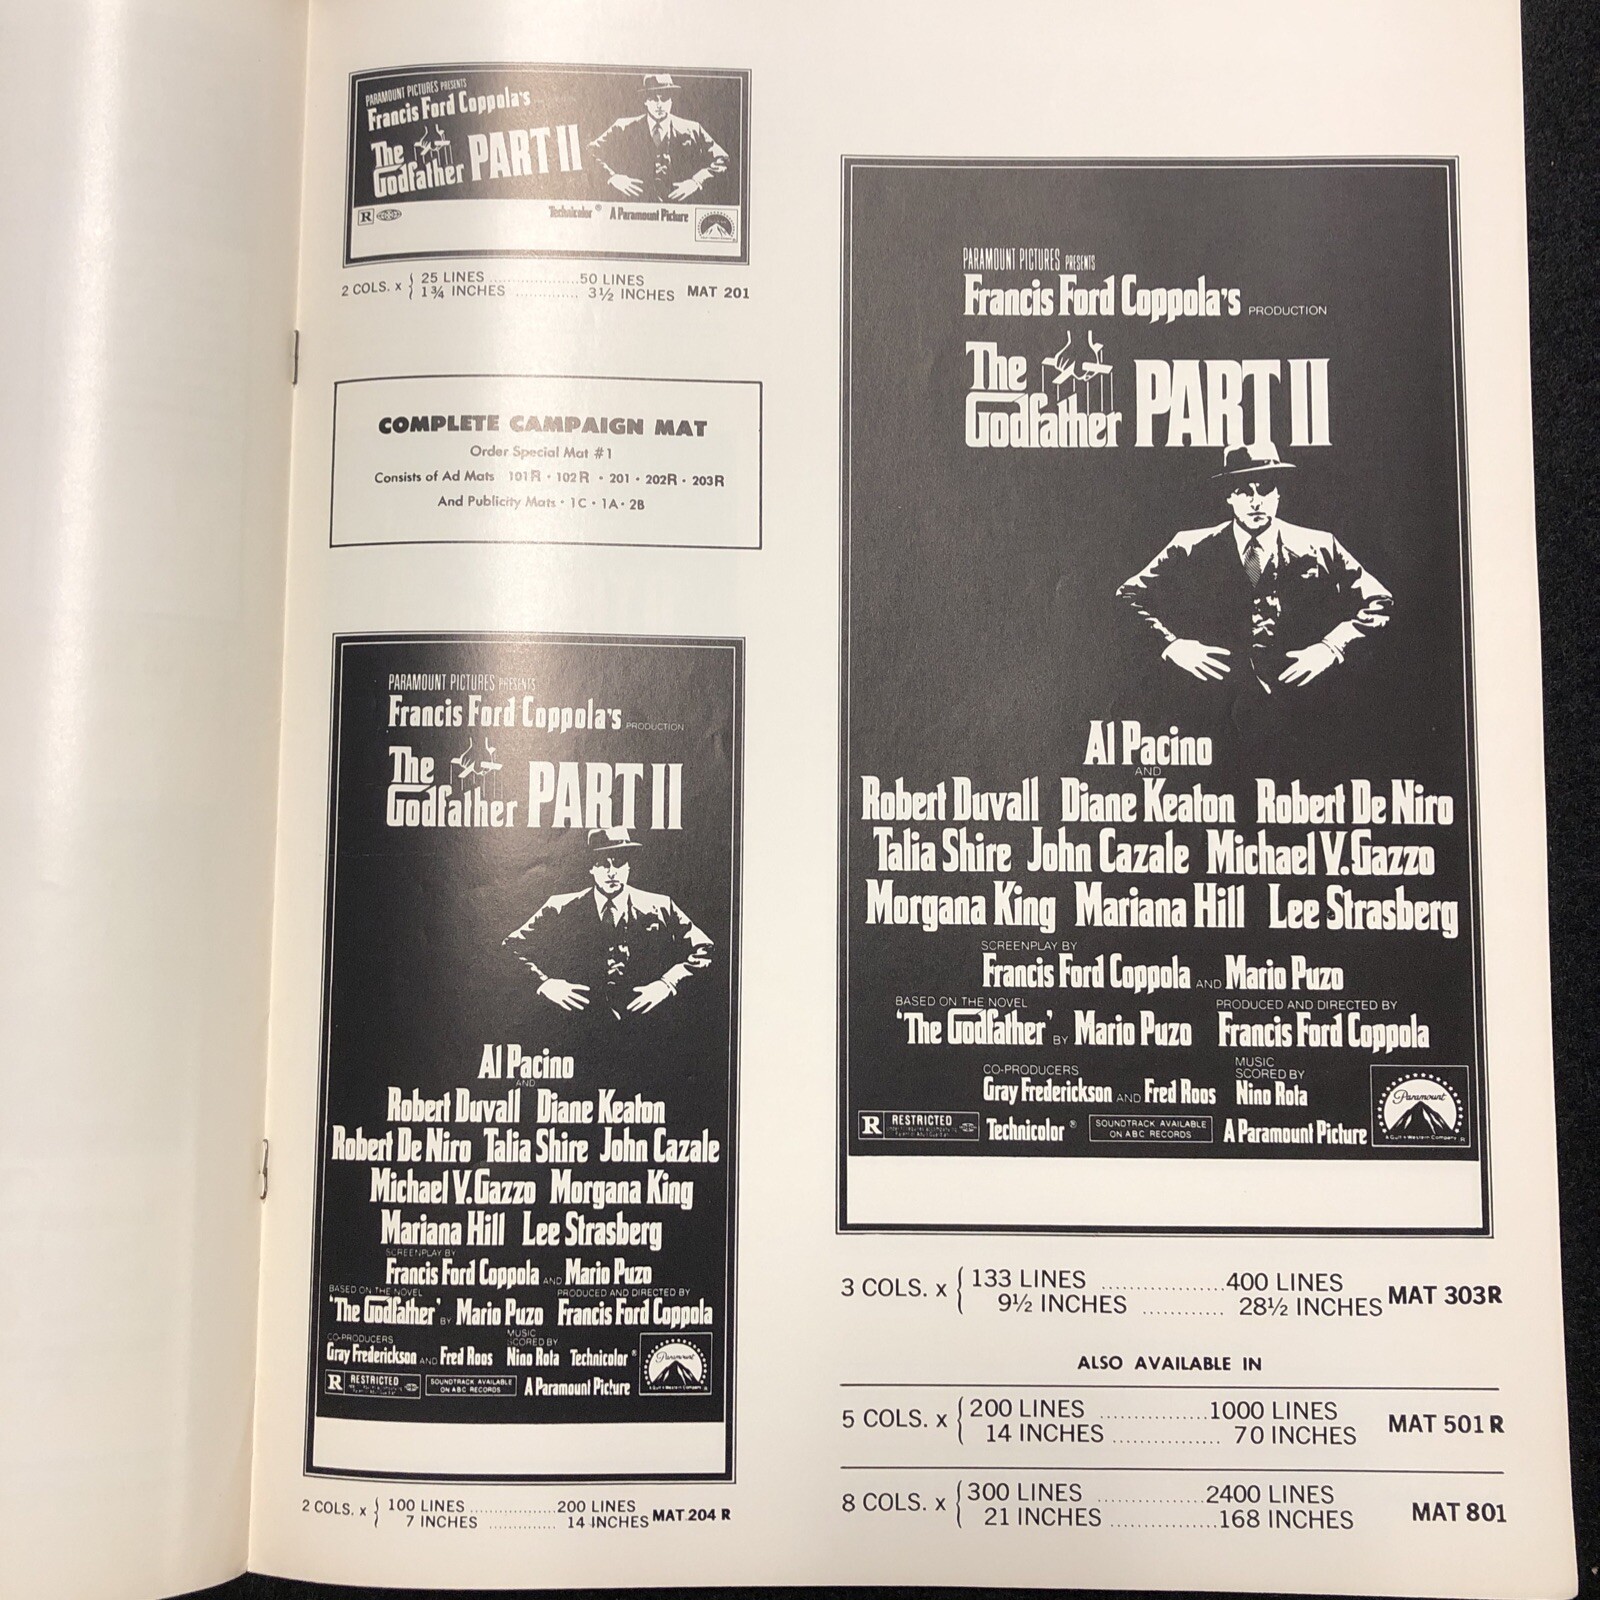 PARAMOUNT PICTURES PRESENTS
Francis Ford Coppola's
The Godfather PART II
R
Technicolor ® A Paramount Picture
2 COLS. x { 25 LINES ........ 50 LINES
1¾ INCHES ........ 3½ INCHES MAT 201
COMPLETE CAMPAIGN MAT
Order Special Mat #1
Consists of Ad Mats 101R · 102R · 201 · 202R · 203R
And Publicity Mats · 1C · 1A · 2B
PARAMOUNT PICTURES PRESENTS
Francis Ford Coppola's PRODUCTION
The Godfather PART II
Al Pacino
AND
Robert Duvall Diane Keaton
Robert De Niro Talia Shire John Cazale
Michael V. Gazzo Morgana King
Mariana Hill Lee Strasberg
SCREENPLAY BY
Francis Ford Coppola AND Mario Puzo
BASED ON THE NOVEL PRODUCED AND DIRECTED BY
'The Godfather' BY Mario Puzo Francis Ford Coppola
CO-PRODUCERS MUSIC SCORED BY
Gray Frederickson AND Fred Roos Nino Rota Technicolor ®
R RESTRICTED SOUNDTRACK AVAILABLE ON ABC RECORDS A Paramount Picture
Paramount
A Gulf + Western Company
2 COLS. x { 100 LINES ........ 200 LINES
7 INCHES ........ 14 INCHES MAT 204 R
PARAMOUNT PICTURES PRESENTS
Francis Ford Coppola's PRODUCTION
The Godfather PART II
Al Pacino
AND
Robert Duvall Diane Keaton Robert De Niro
Talia Shire John Cazale Michael V. Gazzo
Morgana King Mariana Hill Lee Strasberg
SCREENPLAY BY
Francis Ford Coppola AND Mario Puzo
BASED ON THE NOVEL PRODUCED AND DIRECTED BY
'The Godfather' BY Mario Puzo Francis Ford Coppola
CO-PRODUCERS MUSIC SCORED BY
Gray Frederickson AND Fred Roos Nino Rota
R RESTRICTED Technicolor ® SOUNDTRACK AVAILABLE ON ABC RECORDS A Paramount Picture
Paramount
A Gulf + Western Company
3 COLS. x { 133 LINES ........ 400 LINES
9½ INCHES ........ 28½ INCHES MAT 303R
ALSO AVAILABLE IN
5 COLS. x { 200 LINES ........ 1000 LINES
14 INCHES ........ 70 INCHES MAT 501 R
8 COLS. x { 300 LINES ........ 2400 LINES
21 INCHES ........ 168 INCHES MAT 801